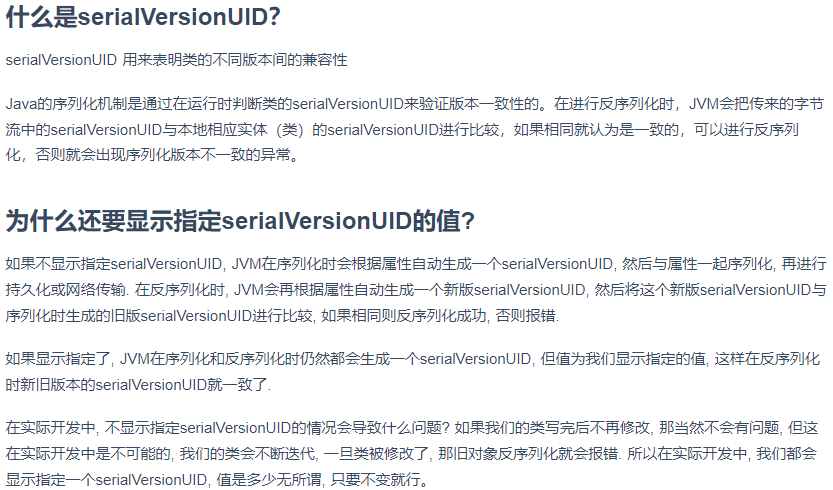 什么是serialVersionUID?
serialVersionUID 用来表明类的不同版本间的兼容性
Java的序列化机制是通过在运行时判断类的serialVersionUID来验证版本一致性的。在进行反序列化时，JVM会把传来的字节
流中的serialVersionUID与本地相应实体（类）的serialVersionUID进行比较，如果相同就认为是一致的，可以进行反序列
化，否则就会出现序列化版本不一致的异常。
为什么还要显示指定serialVersionUID的值?
如果不显示指定serialVersionUID, JVM在序列化时会根据属性自动生成一个serialVersionUID, 然后与属性一起序列化, 再进行
持久化或网络传输. 在反序列化时, JVM会再根据属性自动生成一个新版serialVersionUID, 然后将这个新版serialVersionUID与
序列化时生成的旧版serialVersionUID进行比较, 如果相同则反序列化成功, 否则报错.
如果显示指定了, JVM在序列化和反序列化时仍然都会生成一个serialVersionUID, 但值为我们显示指定的值, 这样在反序列化
时新旧版本的serialVersionUID就一致了.
在实际开发中, 不显示指定serialVersionUID的情况会导致什么问题? 如果我们的类写完后不再修改, 那当然不会有问题, 但这
在实际开发中是不可能的, 我们的类会不断迭代, 一旦类被修改了, 那旧对象反序列化就会报错. 所以在实际开发中, 我们都会
显示指定一个serialVersionUID, 值是多少无所谓, 只要不变就行。